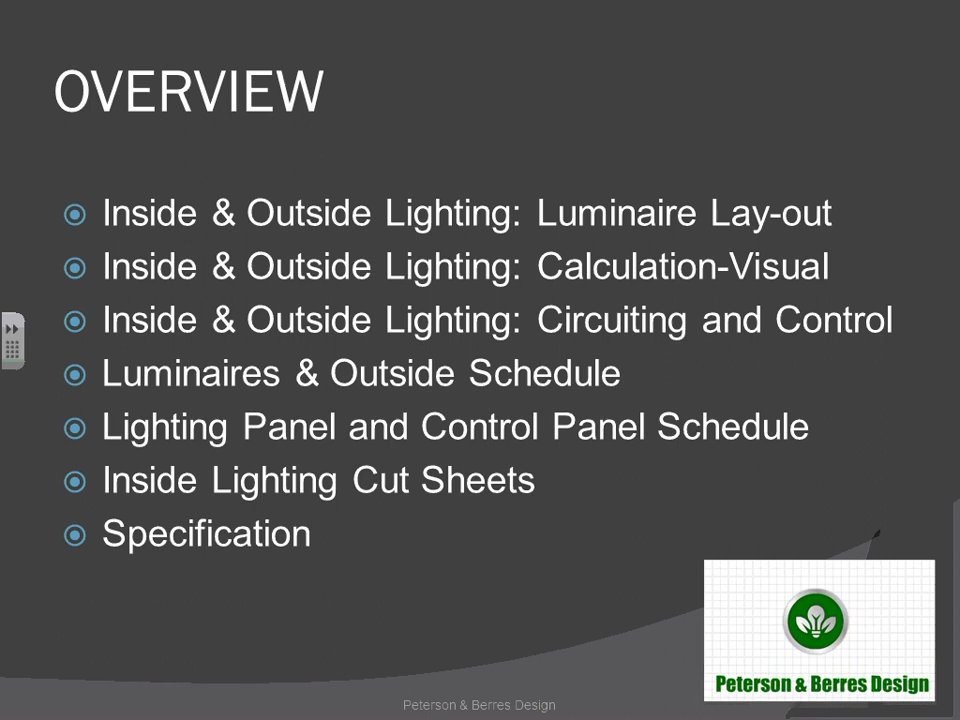 OVERVIEW
Inside & Outside Lighting: Luminaire Lay-out
Inside & Outside Lighting: Calculation-Visual
Inside & Outside Lighting: Circuiting and Control
Luminaires & Outside Schedule
Lighting Panel and Control Panel Schedule
Inside Lighting Cut Sheets
Specification
Peterson & Berres Design
Peterson & Berres Design